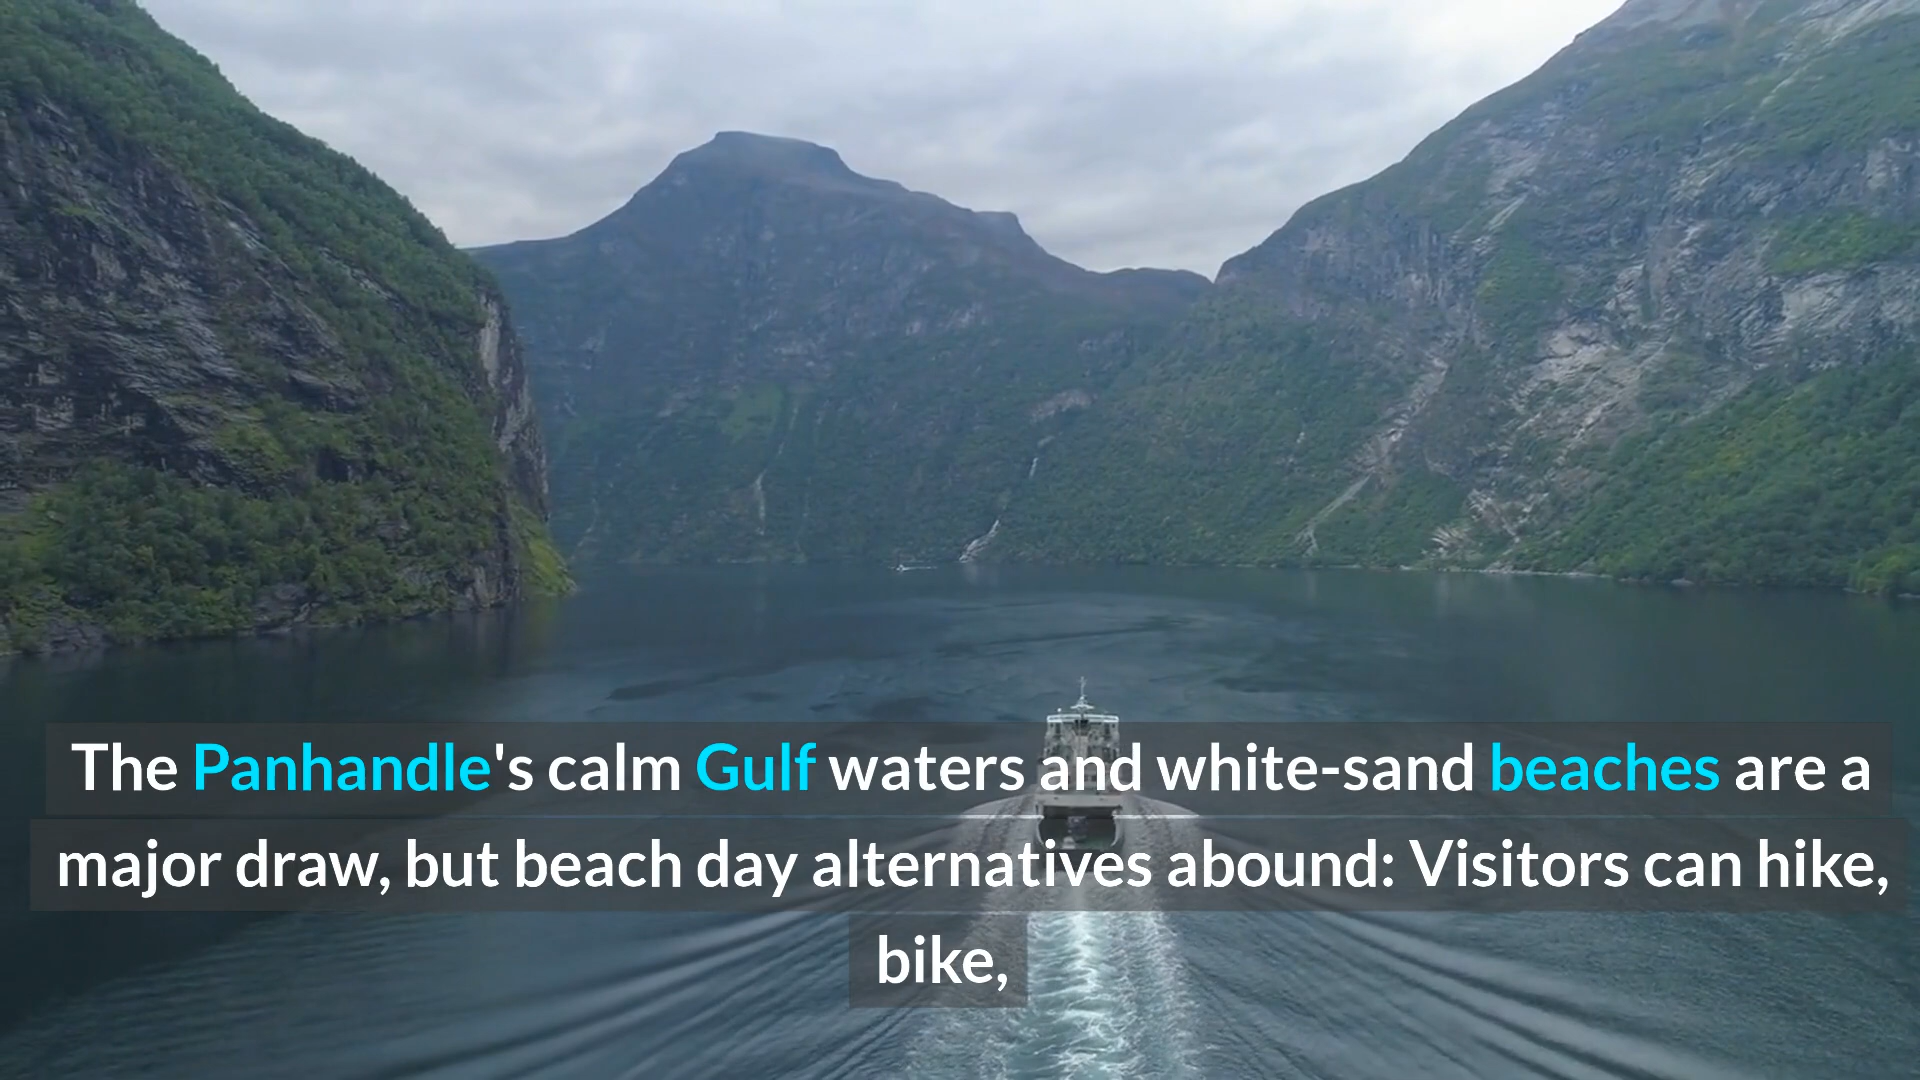 The Panhandle's calm Gulf waters and white-sand beaches are a
major draw, but beach day alternatives abound: Visitors can hike,
bike,